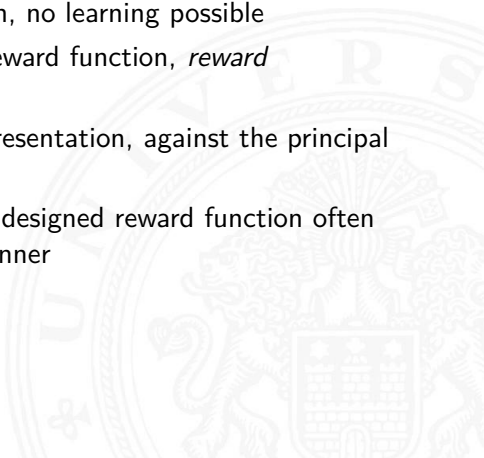 , no learning possible
eward function, reward
resentation, against the principal
designed reward function often
nner
U N I V E R S